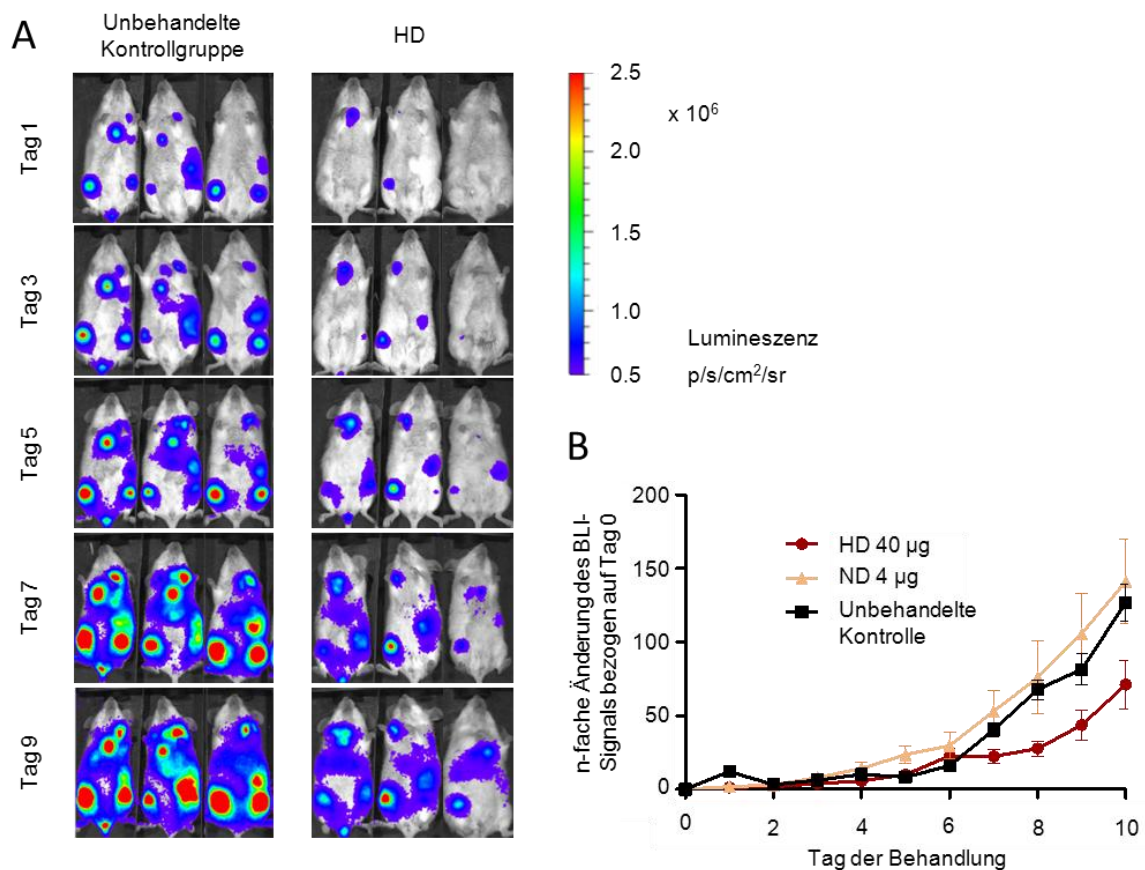 A
Unbehandelte
Kontrollgruppe
HD
Tag 1
Tag 3
Tag 5
Tag 7
Tag 9
2.5
2.0
1.5
1.0
0.5
x 10⁶
Lumineszenz
p/s/cm²/sr
B
n-fache Änderung des BLI-
Signals bezogen auf Tag 0
200
150
100
50
0
HD 40 µg
ND 4 µg
Unbehandelte
Kontrolle
0 2 4 6 8 10
Tag der Behandlung